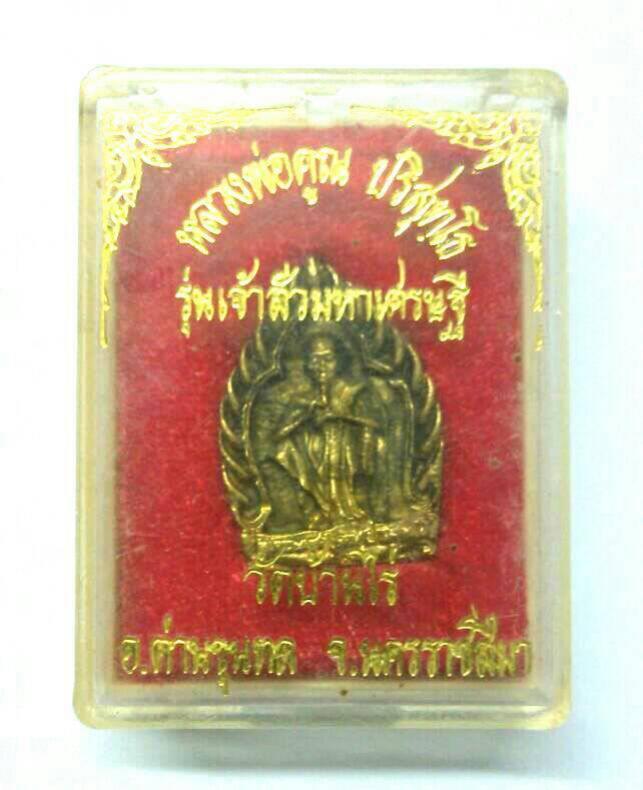 หลวงพ่อคูณ ปริสุทโธ
รุ่นเจ้าสัวมหาเศรษฐี
วัดบ้านไร่
อ.ด่านขุนทด จ.นครราชสีมา